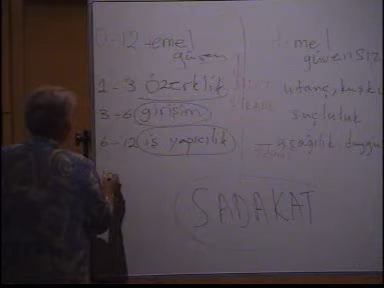 0-12 temel güven temel güvensiz
1-3 özerklik utanç, kuşku
3-6 girişim suçluluk
6-12 iş yapıcılık aşağılık duygu
SADAKAT